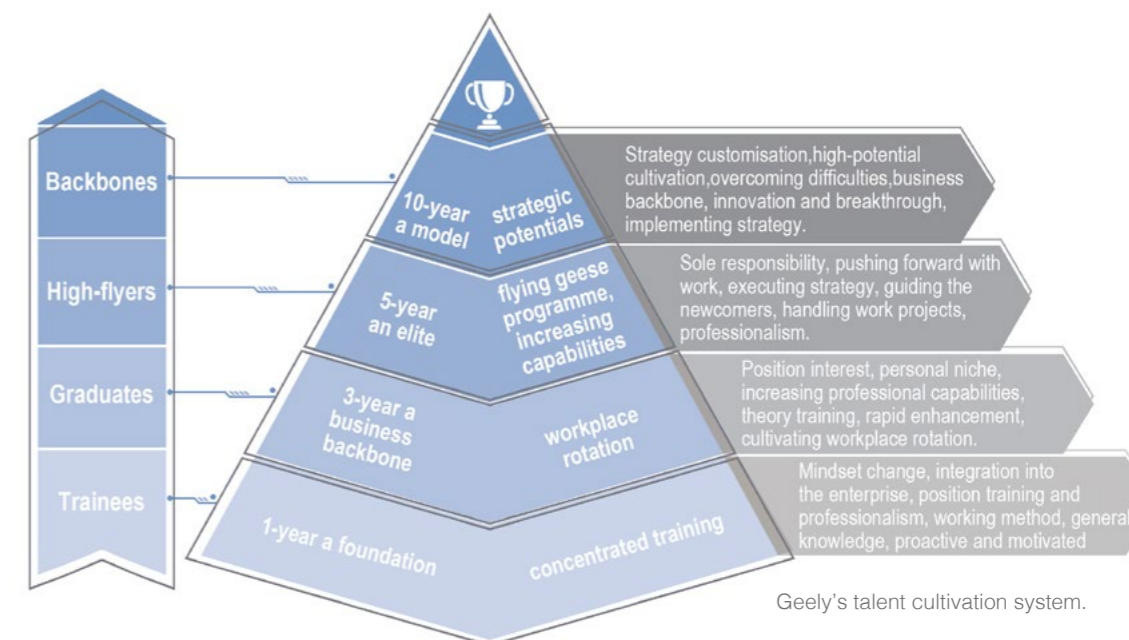 Backbones
10-year
a model
strategic
potentials
Strategy customisation,high-potential
cultivation,overcoming difficulties,business
backbone, innovation and breakthrough,
implementing strategy.
High-flyers
5-year
an elite
flying geese
programme,
increasing
capabilities
Sole responsibility, pushing forward with
work, executing strategy, guiding the
newcomers, handling work projects,
professionalism.
Graduates
3-year a
business
backbone
workplace
rotation
Position interest, personal niche,
increasing professional capabilities,
theory training, rapid enhancement,
cultivating workplace rotation.
Trainees
1-year a foundation
concentrated training
Mindset change, integration into
the enterprise, position training and
professionalism, working method, general
knowledge, proactive and motivated
Geely's talent cultivation system.